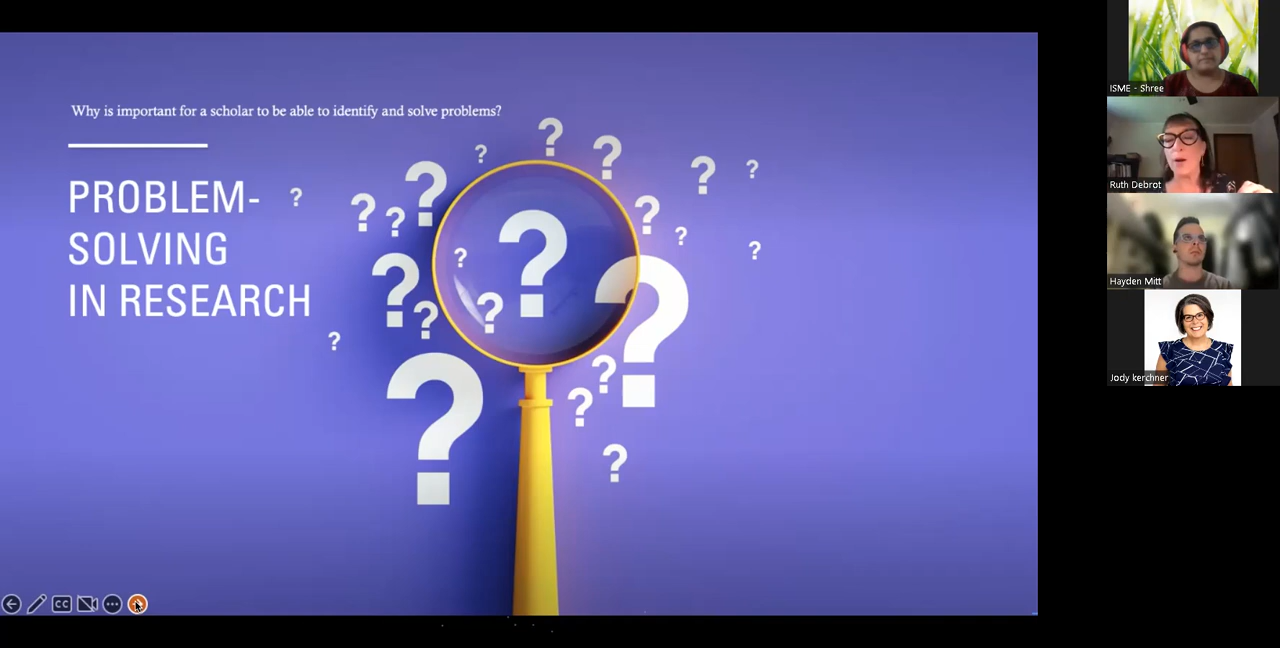 Why is important for a scholar to be able to identify and solve problems?
PROBLEM-
SOLVING
IN RESEARCH
CC
ISME - Shree
Ruth Debrot
Hayden Mitt
Jody kerchner